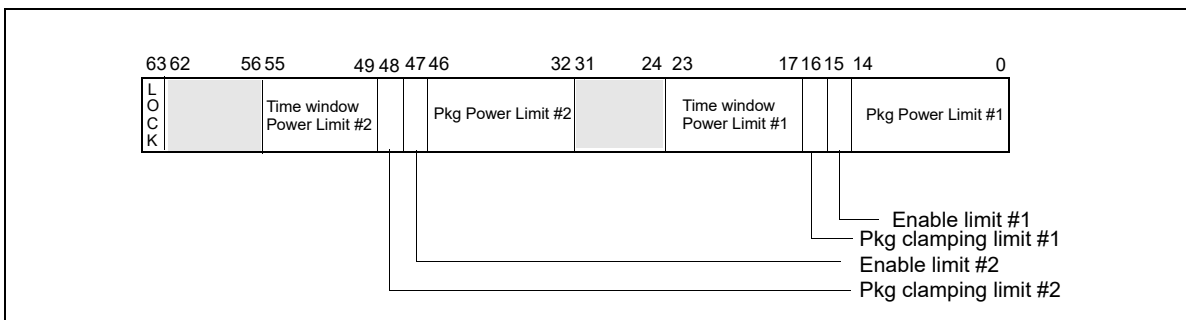 63 62 56 55 49 48 47 46 32 31 24 23 17 16 15 14 0
L
O
C
K
Time window
Power Limit #2
Pkg Power Limit #2
Time window
Power Limit #1
Pkg Power Limit #1
Enable limit #1
Pkg clamping limit #1
Enable limit #2
Pkg clamping limit #2